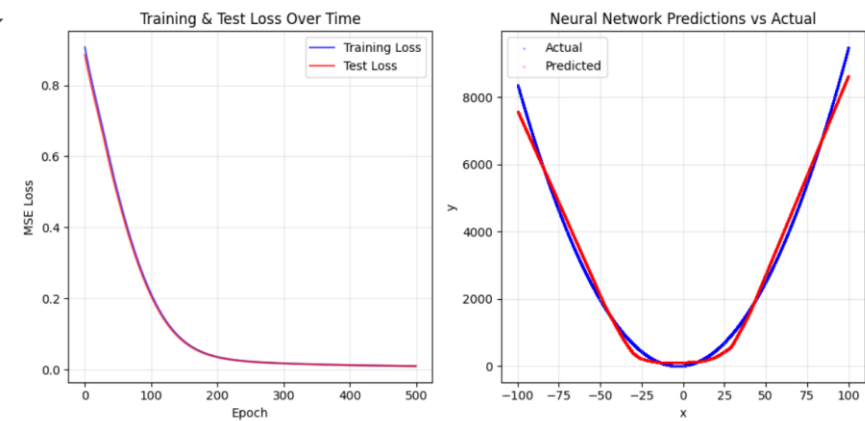 Training & Test Loss Over Time
Training Loss
Test Loss
MSE Loss
0.8
0.6
0.4
0.2
0.0
0 100 200 300 400 500
Epoch
Neural Network Predictions vs Actual
Actual
Predicted
y
8000
6000
4000
2000
0
−100 −75 −50 −25 0 25 50 75 100
x